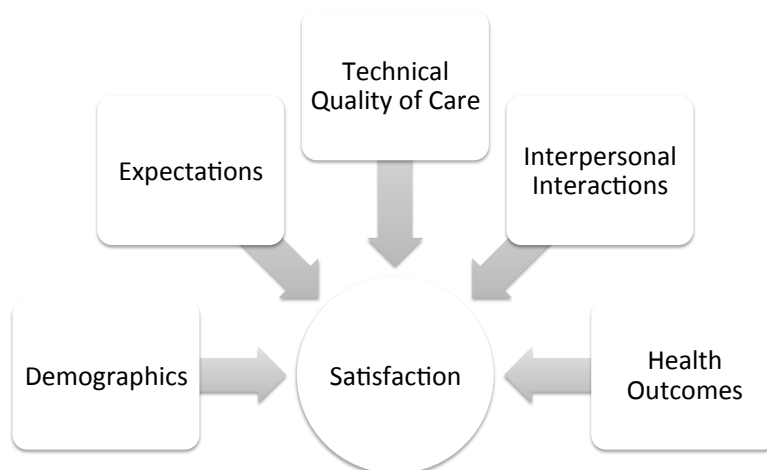 Technical
Quality of Care
Expectations
Interpersonal
Interactions
Demographics
Satisfaction
Health
Outcomes